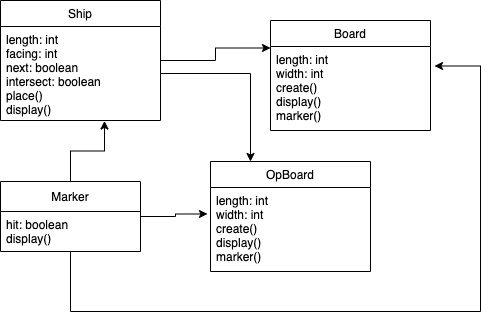 Ship
length: int
facing: int
next: boolean
intersect: boolean
place()
display()
Board
length: int
width: int
create()
display()
marker()
Marker
hit: boolean
display()
OpBoard
length: int
width: int
create()
display()
marker()